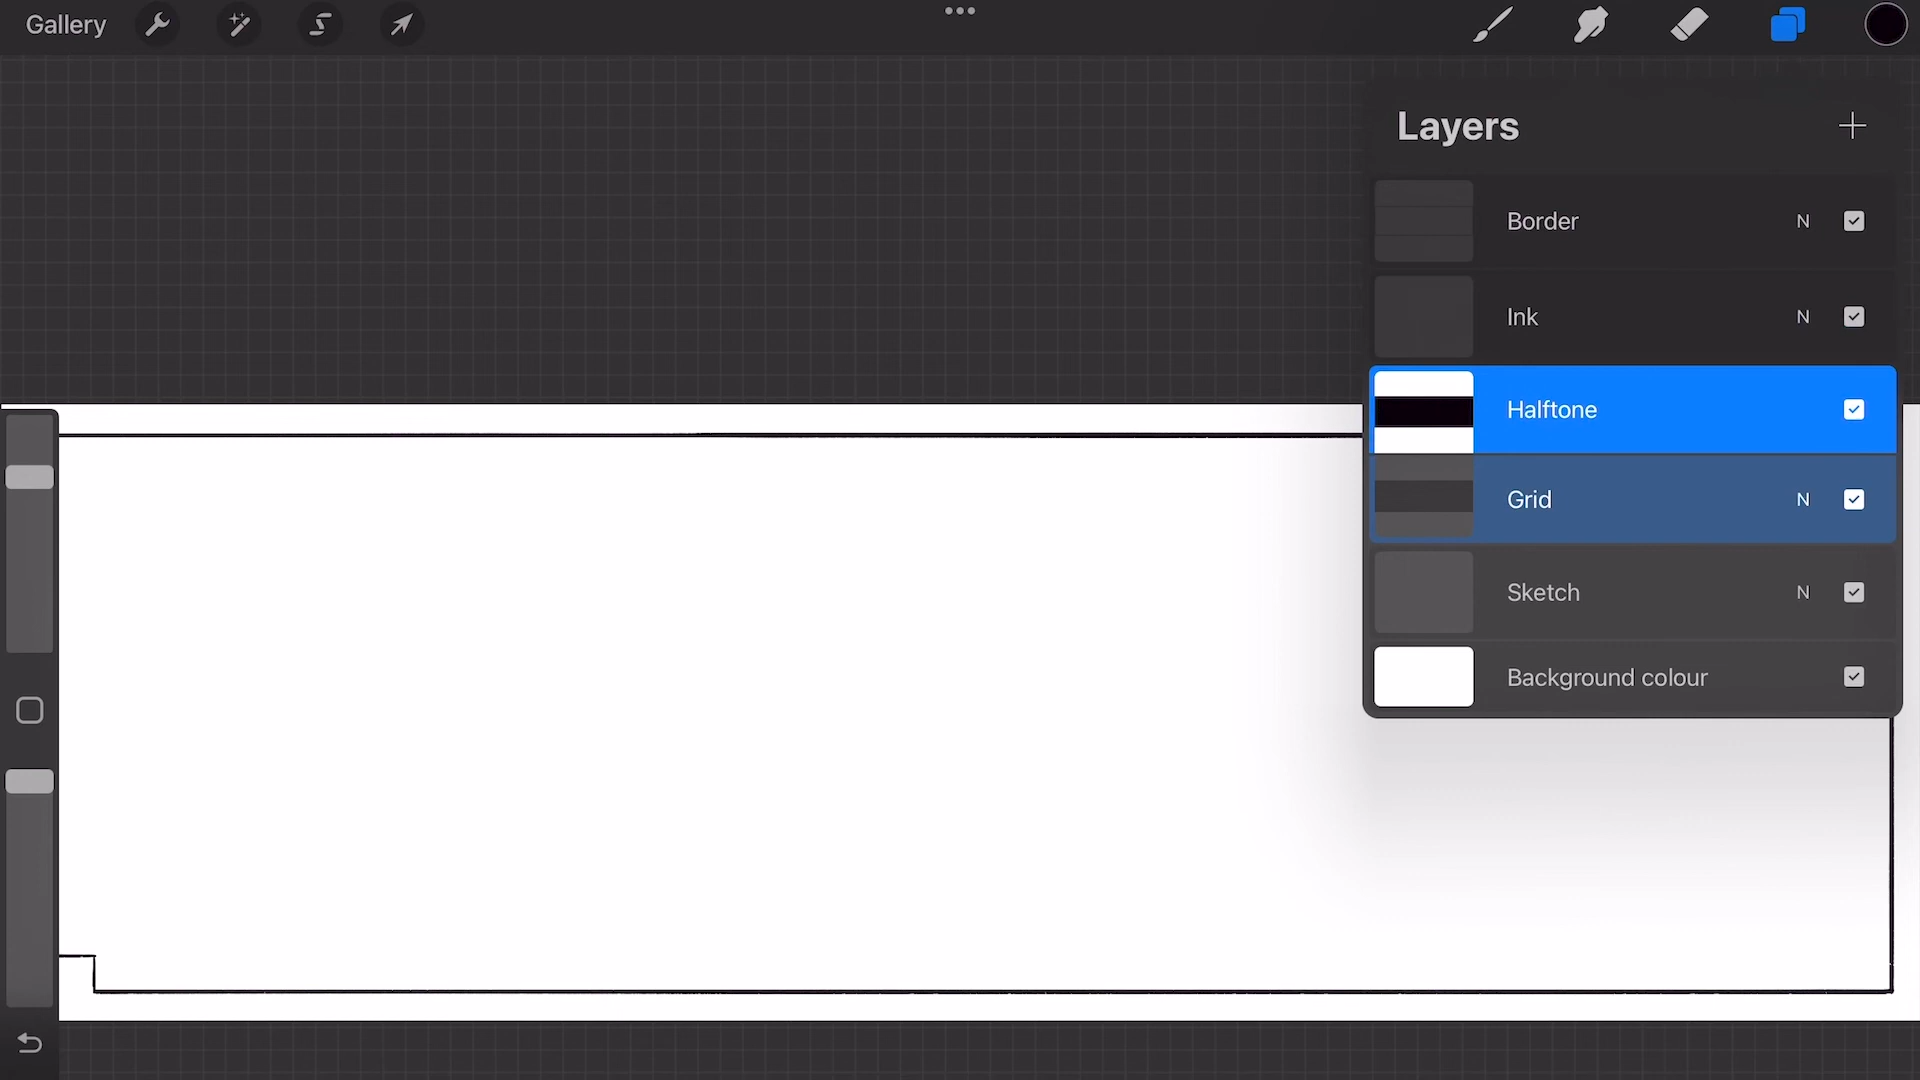 Gallery
Layers
Border N
Ink N
Halftone
Grid N
Sketch N
Background colour